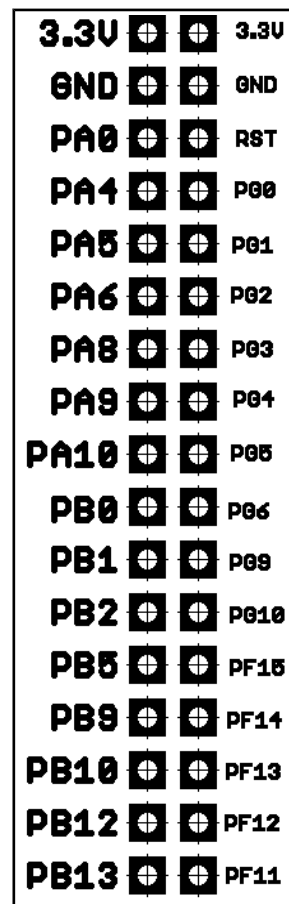 3.3V 3.3V
GND GND
PA0 RST
PA4 PG0
PA5 PG1
PA6 PG2
PA8 PG3
PA9 PG4
PA10 PG5
PB0 PG6
PB1 PG9
PB2 PG10
PB5 PF15
PB9 PF14
PB10 PF13
PB12 PF12
PB13 PF11